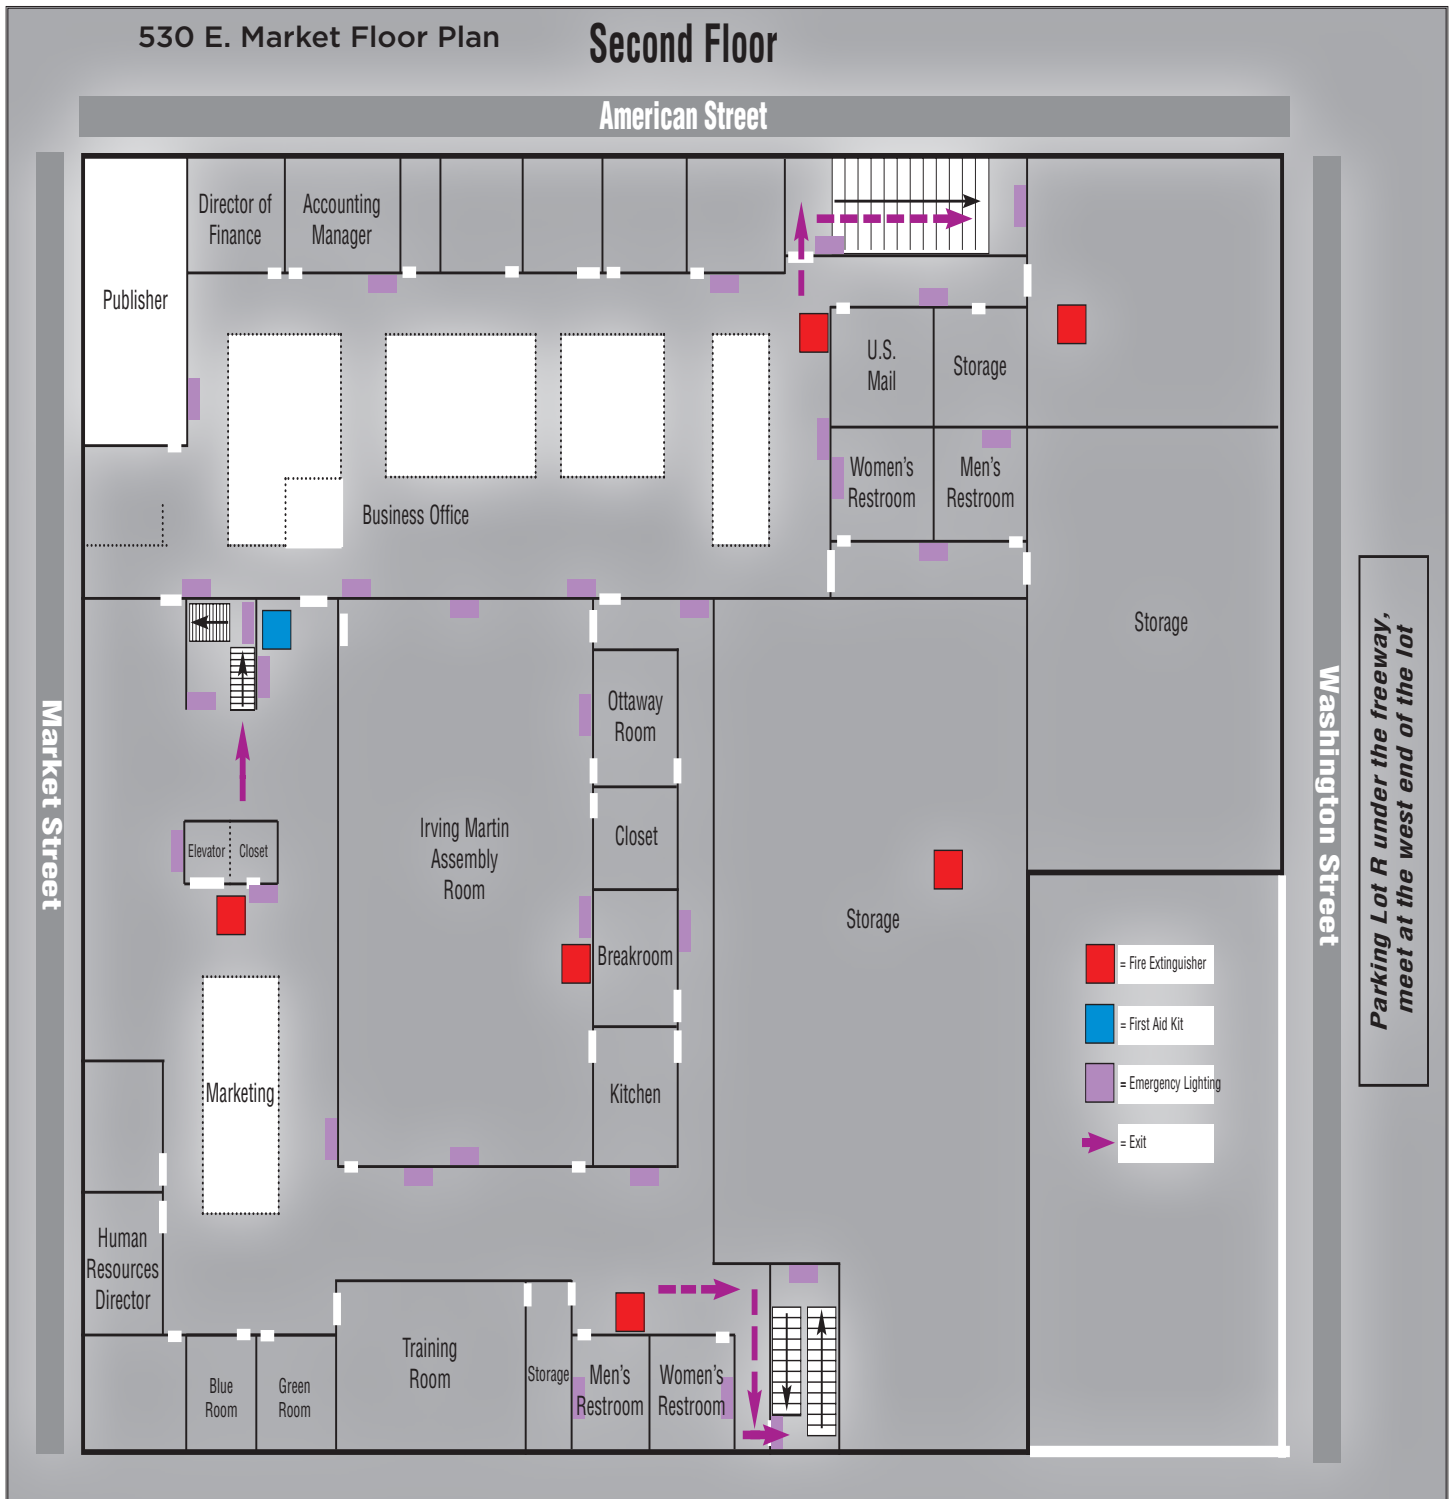 530 E. Market Floor Plan
Second Floor
American Street
Market Street
Washington Street
Parking Lot R under the freeway,
meet at the west end of the lot
Publisher
Director of
Finance
Accounting
Manager
U.S.
Mail
Storage
Women's
Restroom
Men's
Restroom
Business Office
Storage
Ottaway
Room
Irving Martin
Assembly
Room
Closet
Elevator
Closet
Storage
Breakroom
Marketing
Kitchen
= Fire Extinguisher
= First Aid Kit
= Emergency Lighting
= Exit
Human
Resources
Director
Blue
Room
Green
Room
Training
Room
Storage
Men's
Restroom
Women's
Restroom